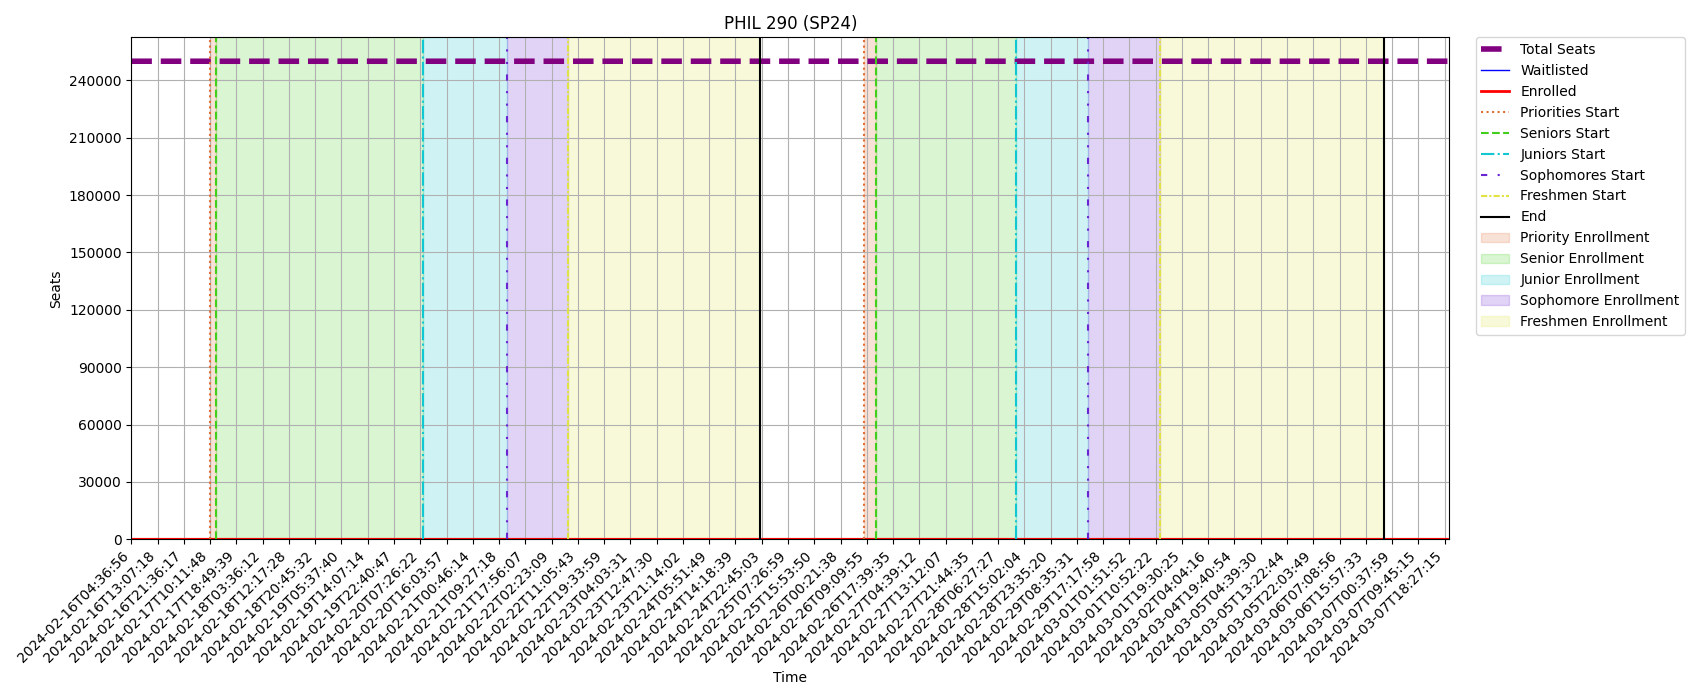 PHIL 290 (SP24)
Seats
240000
210000
180000
150000
120000
90000
60000
30000
0
2024-02-16T04:36:56
2024-02-16T13:07:18
2024-02-16T21:36:17
2024-02-17T10:11:48
2024-02-17T18:49:39
2024-02-18T03:36:12
2024-02-18T12:17:28
2024-02-18T20:45:32
2024-02-19T05:37:40
2024-02-19T14:07:14
2024-02-19T22:40:47
2024-02-20T07:26:22
2024-02-20T16:03:57
2024-02-21T00:46:14
2024-02-21T09:27:18
2024-02-21T17:56:07
2024-02-22T02:23:09
2024-02-22T11:05:43
2024-02-22T19:33:59
2024-02-23T04:03:31
2024-02-23T12:47:30
2024-02-23T21:14:02
2024-02-24T05:51:49
2024-02-24T14:18:39
2024-02-24T22:45:03
2024-02-25T07:26:59
2024-02-25T15:53:50
2024-02-26T00:21:38
2024-02-26T09:09:55
2024-02-26T17:39:35
2024-02-27T04:39:12
2024-02-27T13:12:07
2024-02-27T21:44:35
2024-02-28T06:27:27
2024-02-28T15:02:04
2024-02-28T23:35:20
2024-02-29T08:35:31
2024-02-29T17:17:58
2024-03-01T01:51:52
2024-03-01T10:52:22
2024-03-01T19:30:25
2024-03-02T04:04:16
2024-03-04T19:40:54
2024-03-05T04:39:30
2024-03-05T13:22:44
2024-03-05T22:03:49
2024-03-06T07:08:56
2024-03-06T15:57:33
2024-03-07T00:37:59
2024-03-07T09:45:15
2024-03-07T18:27:15
Time
Total Seats
Waitlisted
Enrolled
Priorities Start
Seniors Start
Juniors Start
Sophomores Start
Freshmen Start
End
Priority Enrollment
Senior Enrollment
Junior Enrollment
Sophomore Enrollment
Freshmen Enrollment